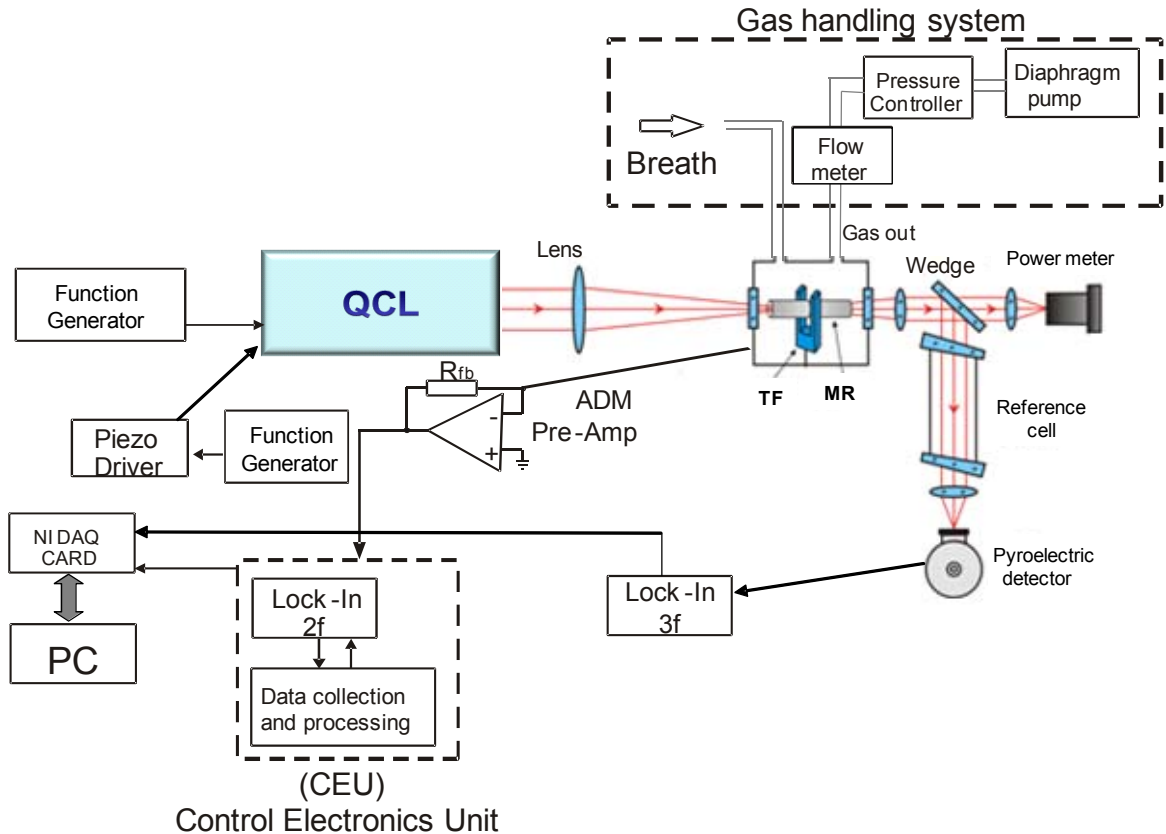 Gas handling system
Pressure
Controller
Diaphragm
pump
Breath
Flow
meter
Gas out
Lens
Wedge
Power meter
Function
Generator
QCL
TF
MR
Rfb
ADM
Pre-Amp
-
+
Reference
cell
Piezo
Driver
Function
Generator
NI DAQ
CARD
Pyroelectric
detector
Lock-In
3f
Lock-In
2f
PC
Data collection
and processing
(CEU)
Control Electronics Unit